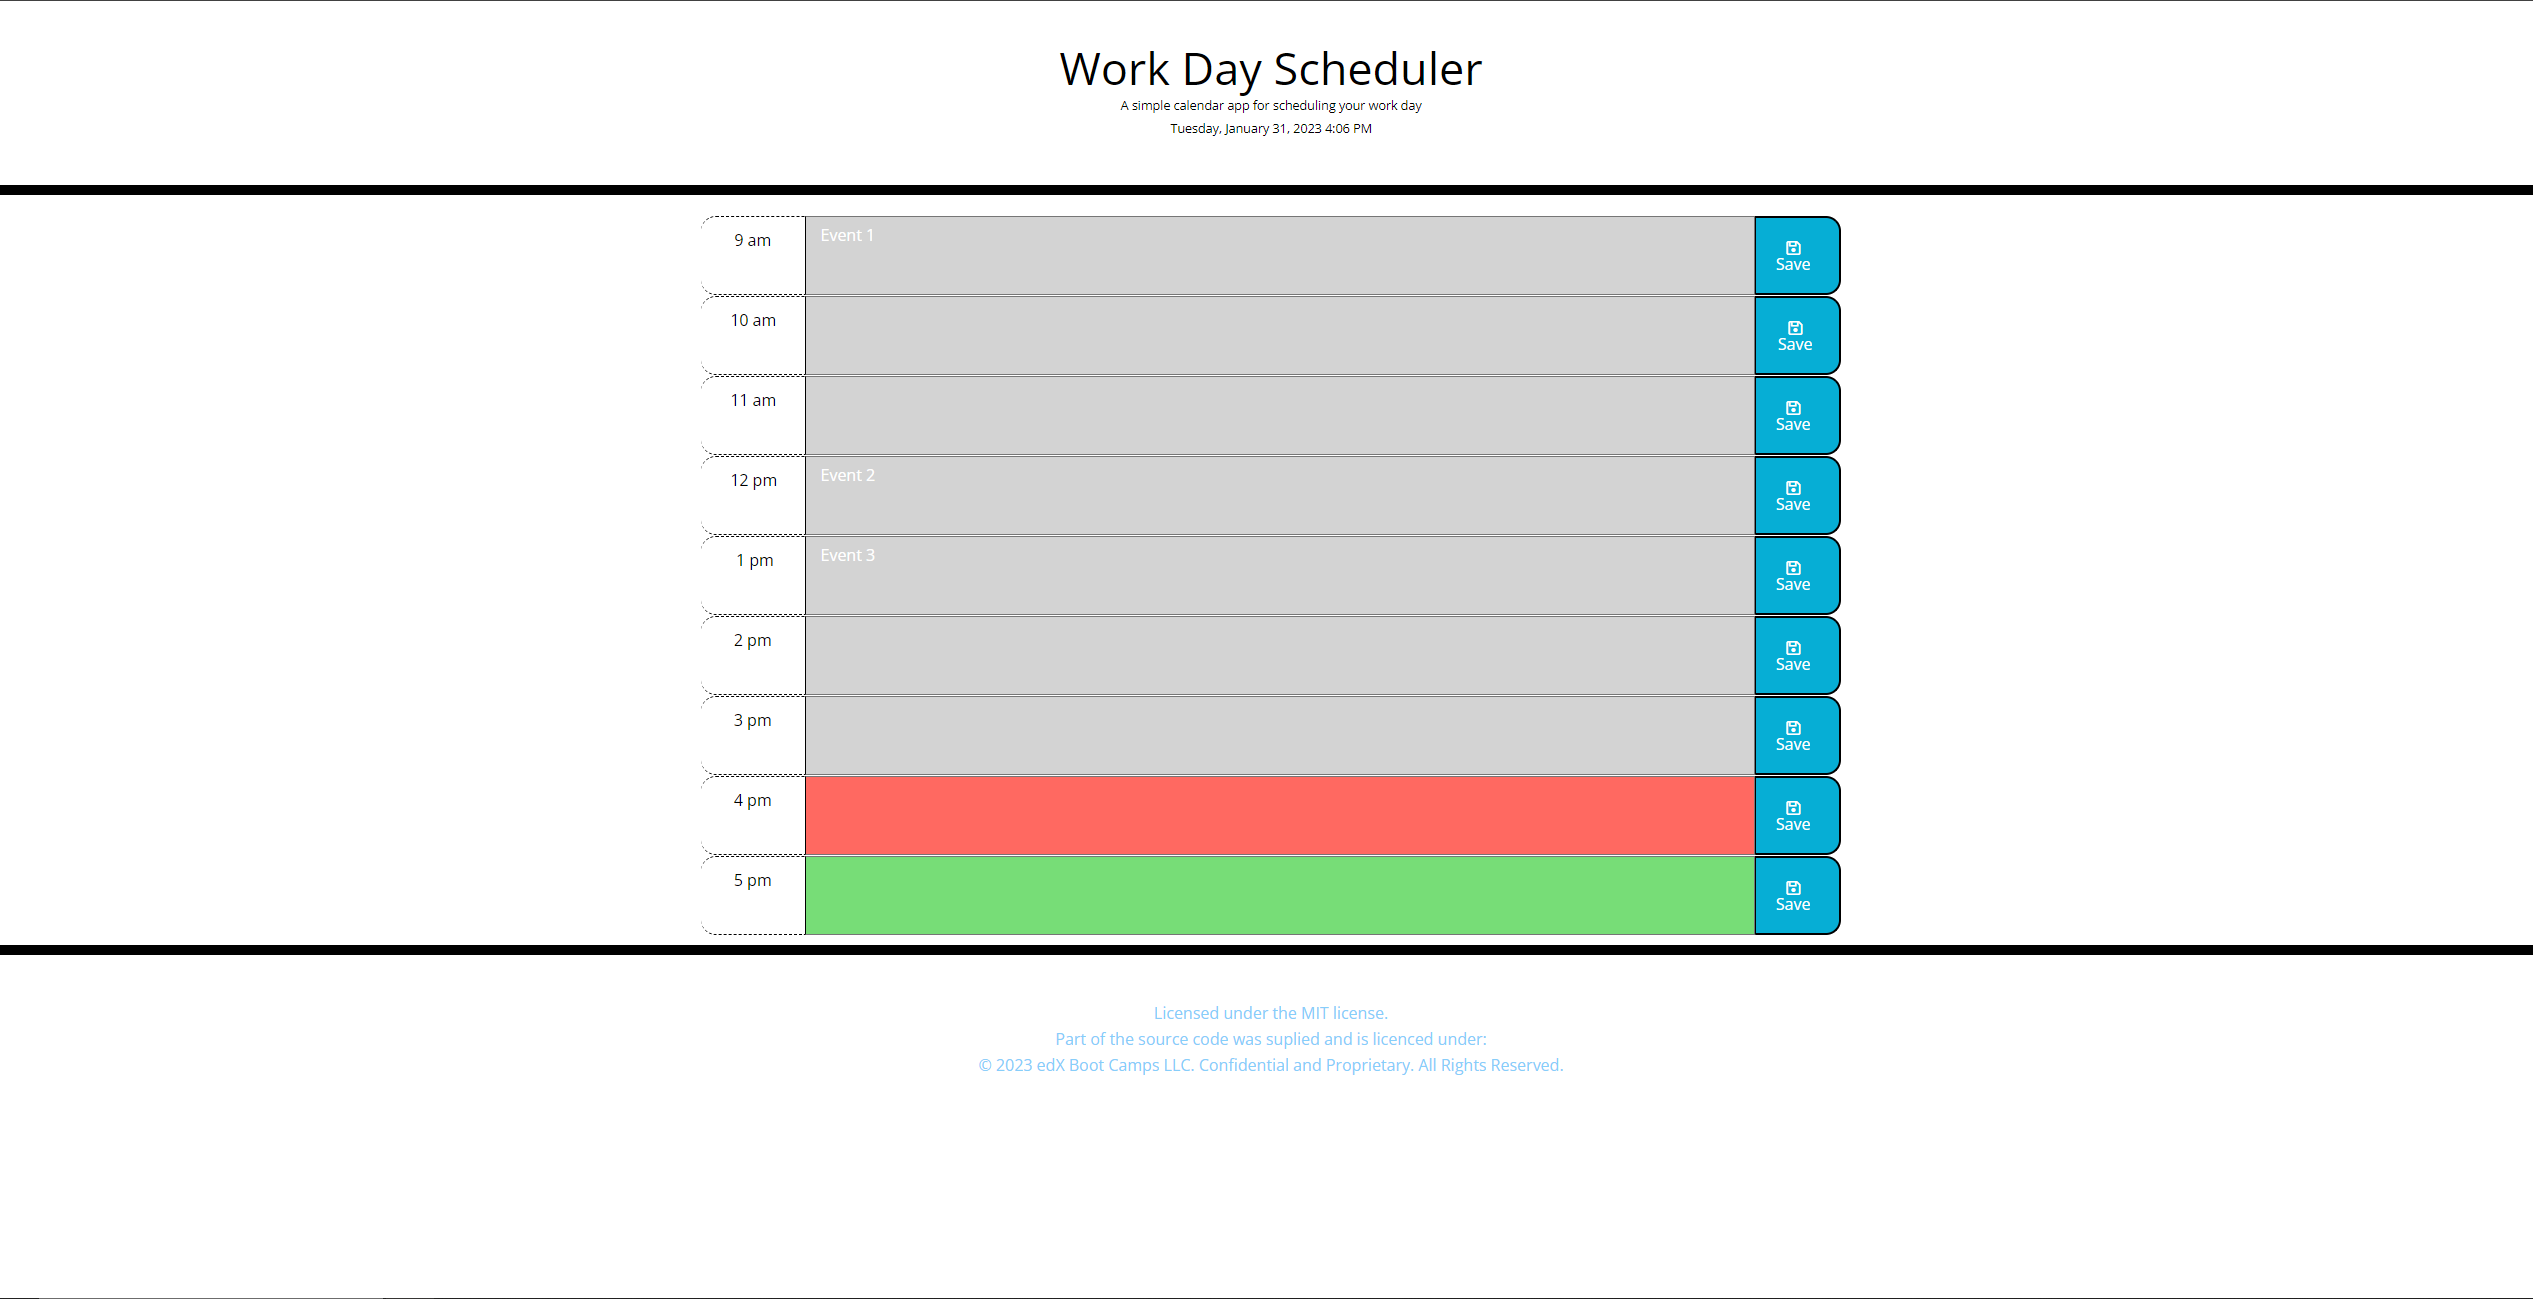 Work Day Scheduler
A simple calendar app for scheduling your work day
Tuesday, January 31, 2023 4:06 PM
9 am
Event 1
Save
10 am
Save
11 am
Save
12 pm
Event 2
Save
1 pm
Event 3
Save
2 pm
Save
3 pm
Save
4 pm
Save
5 pm
Save
Licensed under the MIT license.
Part of the source code was suplied and is licenced under:
© 2023 edX Boot Camps LLC. Confidential and Proprietary. All Rights Reserved.